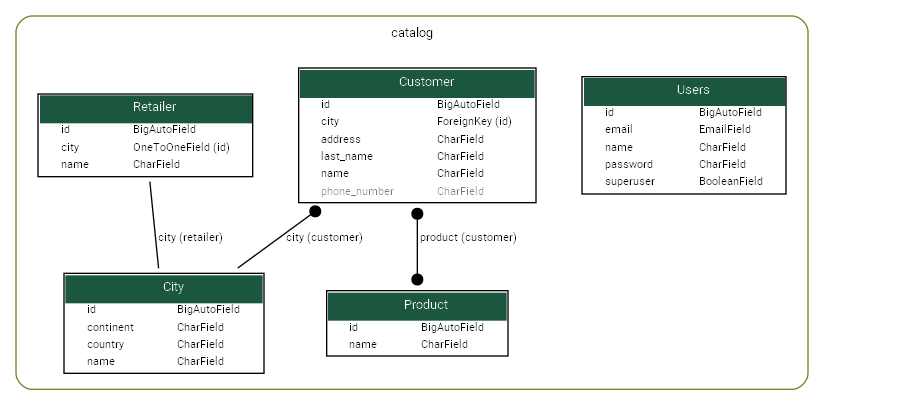 catalog
Retailer
id BigAutoField
city OneToOneField (id)
name CharField
Customer
id BigAutoField
city ForeignKey (id)
address CharField
last_name CharField
name CharField
phone_number CharField
Users
id BigAutoField
email EmailField
name CharField
password CharField
superuser BooleanField
city (retailer)
city (customer)
product (customer)
City
id BigAutoField
continent CharField
country CharField
name CharField
Product
id BigAutoField
name CharField